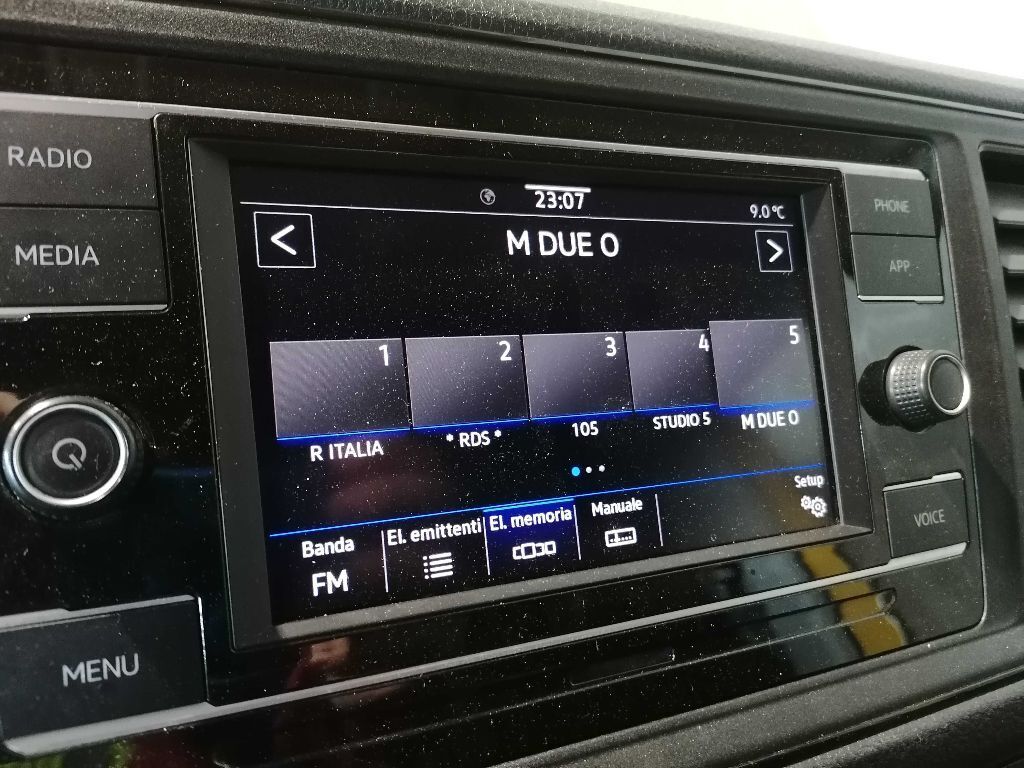 RADIO
MEDIA
MENU
23:07
9.0 °C
<
M DUE O
>
1 2 3 4 5
R ITALIA * RDS * 105 STUDIO 5 M DUE O
Banda
FM
El. emittenti
El. memoria
Manuale
Setup
PHONE
APP
VOICE